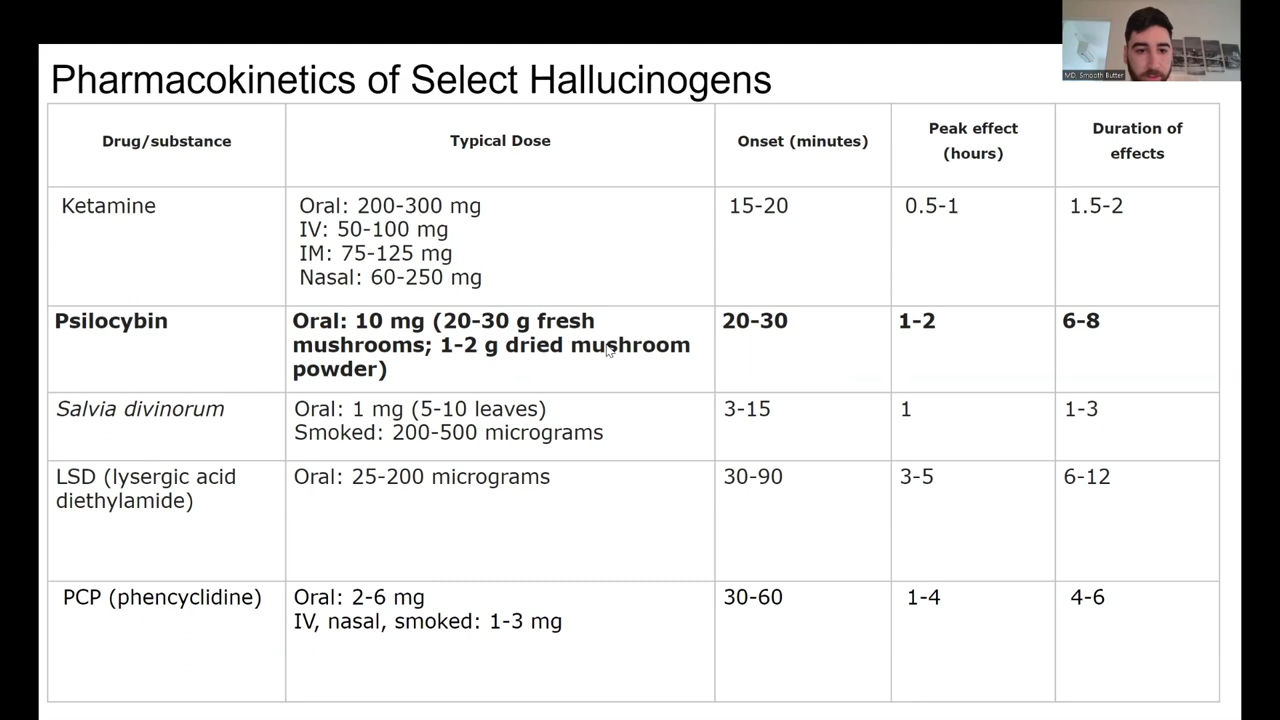 MD, Smooth Butter
Pharmacokinetics of Select Hallucinogens
Drug/substance
Typical Dose
Onset (minutes)
Peak effect
(hours)
Duration of
effects
Ketamine
Oral: 200-300 mg
IV: 50-100 mg
IM: 75-125 mg
Nasal: 60-250 mg
15-20
0.5-1
1.5-2
Psilocybin
Oral: 10 mg (20-30 g fresh
mushrooms; 1-2 g dried mushroom
powder)
20-30
1-2
6-8
Salvia divinorum
Oral: 1 mg (5-10 leaves)
Smoked: 200-500 micrograms
3-15
1
1-3
LSD (lysergic acid
diethylamide)
Oral: 25-200 micrograms
30-90
3-5
6-12
PCP (phencyclidine)
Oral: 2-6 mg
IV, nasal, smoked: 1-3 mg
30-60
1-4
4-6